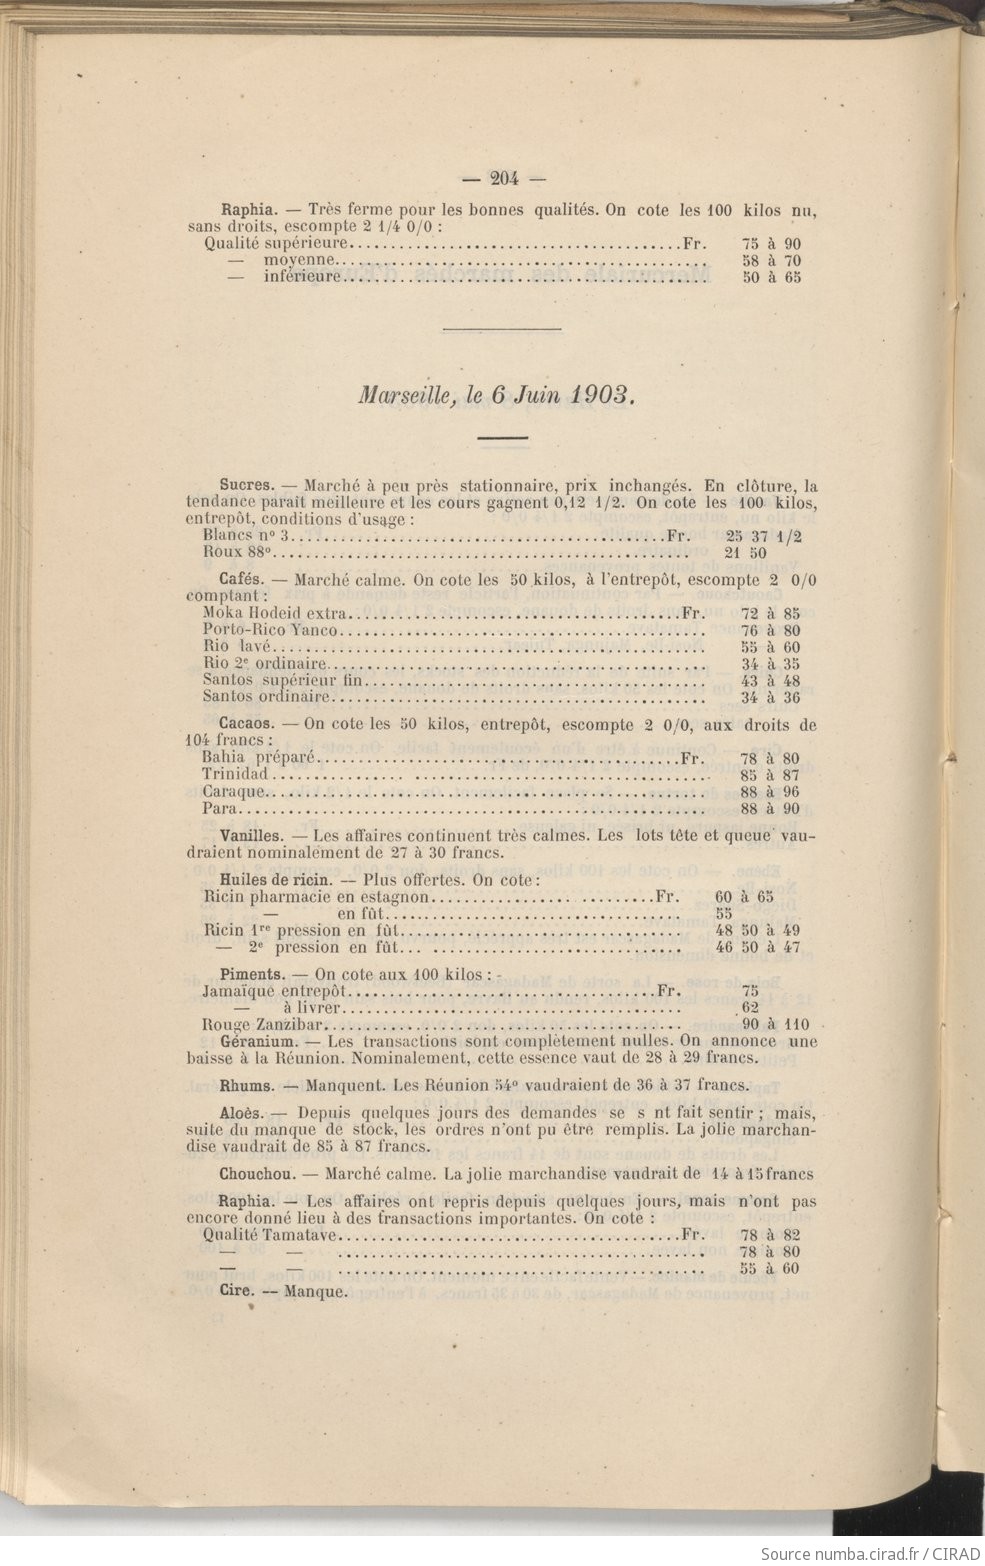 — 204 —
Raphia. — Très ferme pour les bonnes qualités. On cote les 100 kilos nu,
sans droits, escompte 2 1/4 0/0 :
Qualité supérieure........................................Fr. 75 à 90
— moyenne............................................. 58 à 70
— inférieure............................................ 50 à 65
Marseille, le 6 Juin 1903.
Sucres. — Marché à peu près stationnaire, prix inchangés. En clôture, la
tendance paraît meilleure et les cours gagnent 0,12 1/2. On cote les 100 kilos,
entrepôt, conditions d'usage :
Blancs n° 3.............................................Fr. 25 37 1/2
Roux 88°.................................................. 21 50
Cafés. — Marché calme. On cote les 50 kilos, à l'entrepôt, escompte 2 0/0
comptant :
Moka Hodeid extra........................................Fr. 72 à 85
Porto-Rico Yanco............................................ 76 à 80
Rio lavé.................................................... 55 à 60
Rio 2e ordinaire............................................. 34 à 35
Santos supérieur fin......................................... 43 à 48
Santos ordinaire............................................. 34 à 36
Cacaos. — On cote les 50 kilos, entrepôt, escompte 2 0/0, aux droits de
104 francs :
Bahia préparé............................................Fr. 78 à 80
Trinidad................ .................................... 85 à 87
Caraque..................................................... 88 à 96
Para........................................................ 88 à 90
Vanilles. — Les affaires continuent très calmes. Les lots tête et queue vau-
draient nominalement de 27 à 30 francs.
Huiles de ricin. — Plus offertes. On cote :
Ricin pharmacie en estagnon................. .........Fr. 60 à 65
— en fût.................................... 55
Ricin 1re pression en fût.................................. 48 50 à 49
— 2e pression en fût... .............................. 46 50 à 47
Piments. — On cote aux 100 kilos : -
Jamaïque entrepôt.....................................Fr. 75
— à livrer......................................... 62
Rouge Zanzibar........................................... 90 à 110
Géranium. — Les transactions sont complètement nulles. On annonce une
baisse à la Réunion. Nominalement, cette essence vaut de 28 à 29 francs.
Rhums. — Manquent. Les Réunion 54° vaudraient de 36 à 37 francs.
Aloès. — Depuis quelques jours des demandes se s nt fait sentir ; mais,
suite du manque de stock, les ordres n'ont pu être remplis. La jolie marchan-
dise vaudrait de 85 à 87 francs.
Chouchou. — Marché calme. La jolie marchandise vaudrait de 14 à 15 francs
Raphia. — Les affaires ont repris depuis quelques jours, mais n'ont pas
encore donné lieu à des transactions importantes. On cote :
Qualité Tamatave.........................................Fr. 78 à 82
— — ............................................ 78 à 80
— — ............................................ 55 à 60
Cire. — Manque.
Source numba.cirad.fr / CIRAD